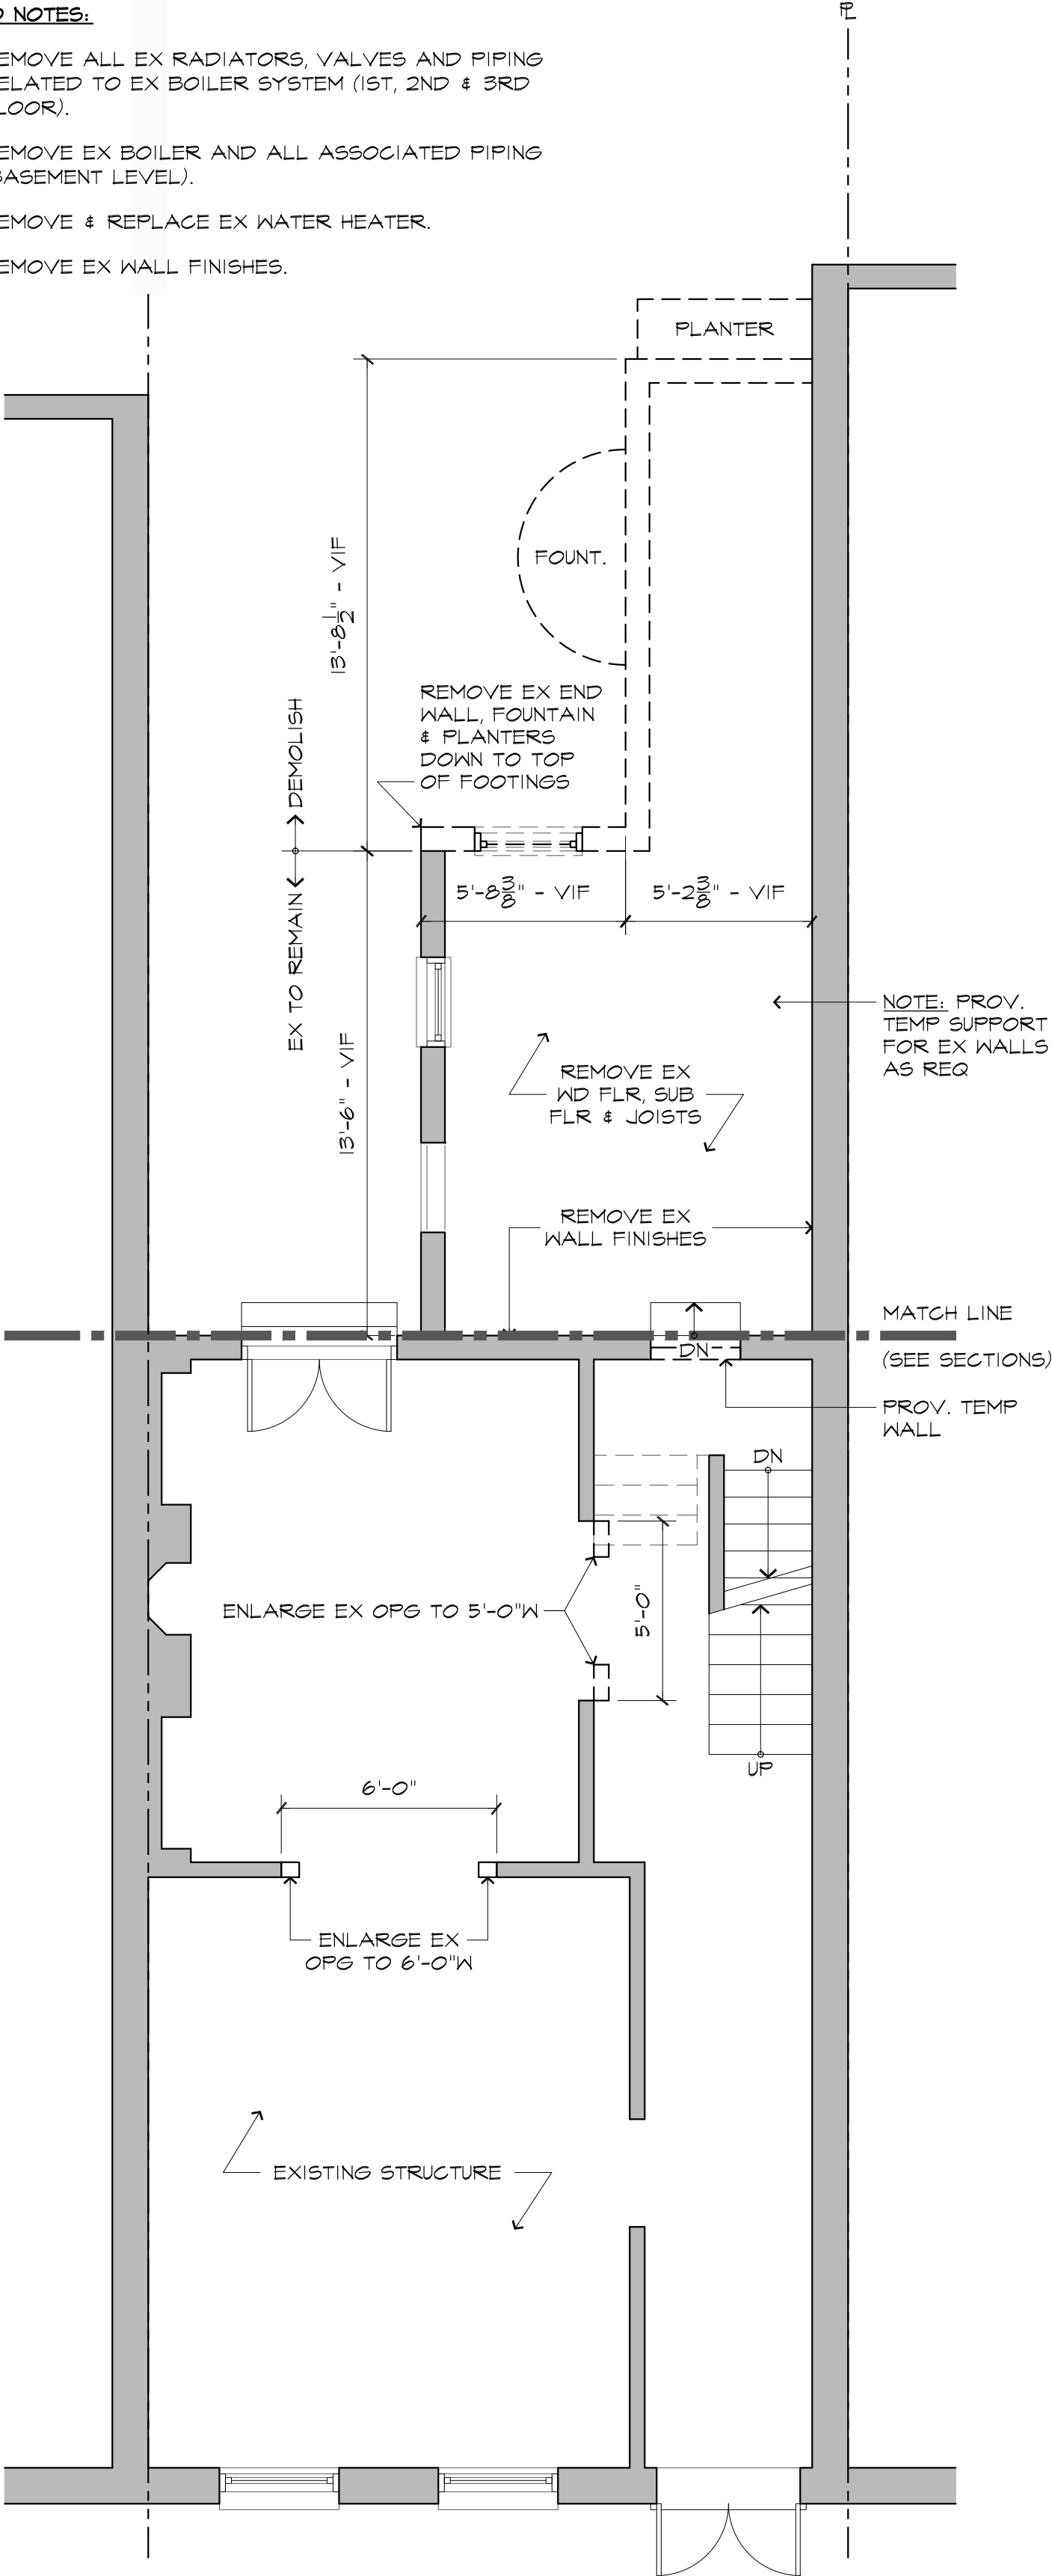 D NOTES:
EMOVE ALL EX RADIATORS, VALVES AND PIPING
ELATED TO EX BOILER SYSTEM (1ST, 2ND & 3RD
LOOR).
EMOVE EX BOILER AND ALL ASSOCIATED PIPING
BASEMENT LEVEL).
EMOVE & REPLACE EX WATER HEATER.
EMOVE EX WALL FINISHES.
PL
PLANTER
FOUNT.
13'-8 1/2" - VIF
REMOVE EX END
WALL, FOUNTAIN
& PLANTERS
DOWN TO TOP
OF FOOTINGS
DEMOLISH
EX TO REMAIN
5'-8 3/8" - VIF
5'-2 3/8" - VIF
NOTE: PROV.
TEMP SUPPORT
FOR EX WALLS
AS REQ
13'-6" - VIF
REMOVE EX
WD FLR, SUB
FLR & JOISTS
REMOVE EX
WALL FINISHES
MATCH LINE
(SEE SECTIONS)
DN
PROV. TEMP
WALL
DN
ENLARGE EX OPG TO 5'-0"W
5'-0"
UP
6'-0"
ENLARGE EX
OPG TO 6'-0"W
EXISTING STRUCTURE